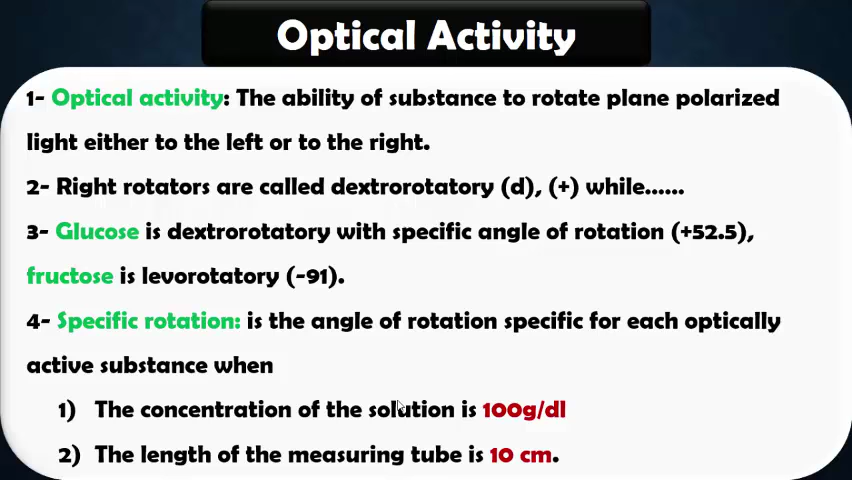 Optical Activity
1- Optical activity: The ability of substance to rotate plane polarized
light either to the left or to the right.
2- Right rotators are called dextrorotatory (d), (+) while......
3- Glucose is dextrorotatory with specific angle of rotation (+52.5),
fructose is levorotatory (-91).
4- Specific rotation: is the angle of rotation specific for each optically
active substance when
1) The concentration of the solution is 100g/dl
2) The length of the measuring tube is 10 cm.